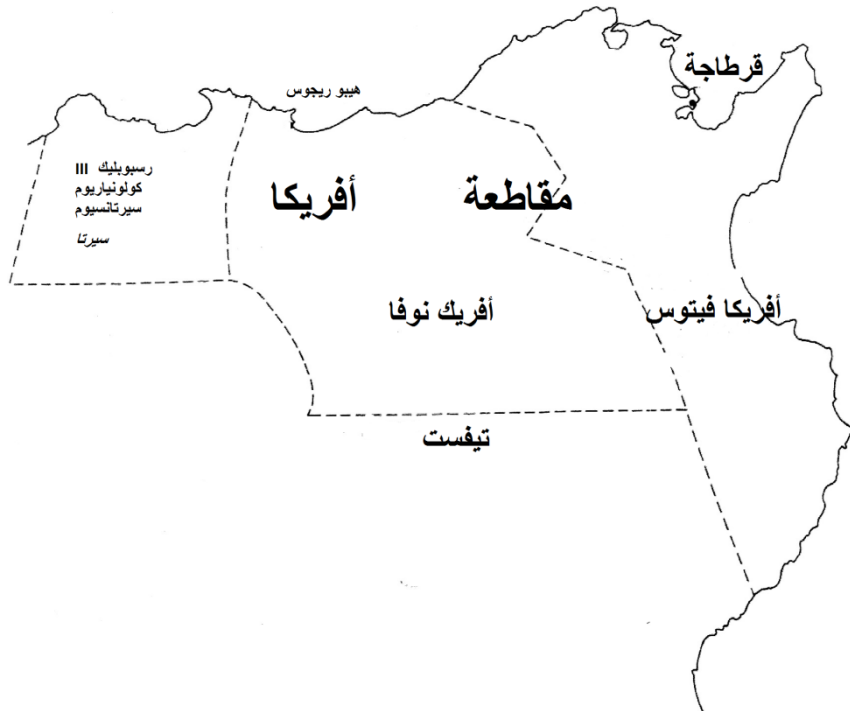 قرطاجة
هيبو ريجوس
رسبوبليك III
كولونياريوم
سيرتانسيوم
سيرتا
مقاطعة أفريكا
أفريكا فيتوس
أفريك نوفا
تيفست